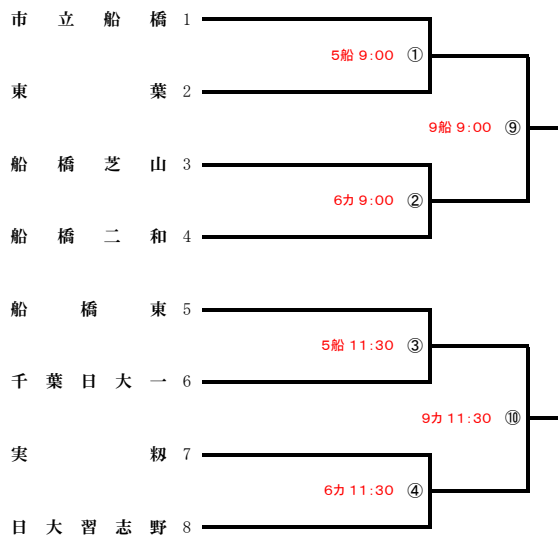 市立船橋 1
5船 9:00 ①
東葉 2
9船 9:00 ⑨
船橋芝山 3
6カ 9:00 ②
船橋二和 4
船橋東 5
5船 11:30 ③
千葉日大一 6
9カ 11:30 ⑩
実籾 7
6カ 11:30 ④
日大習志野 8